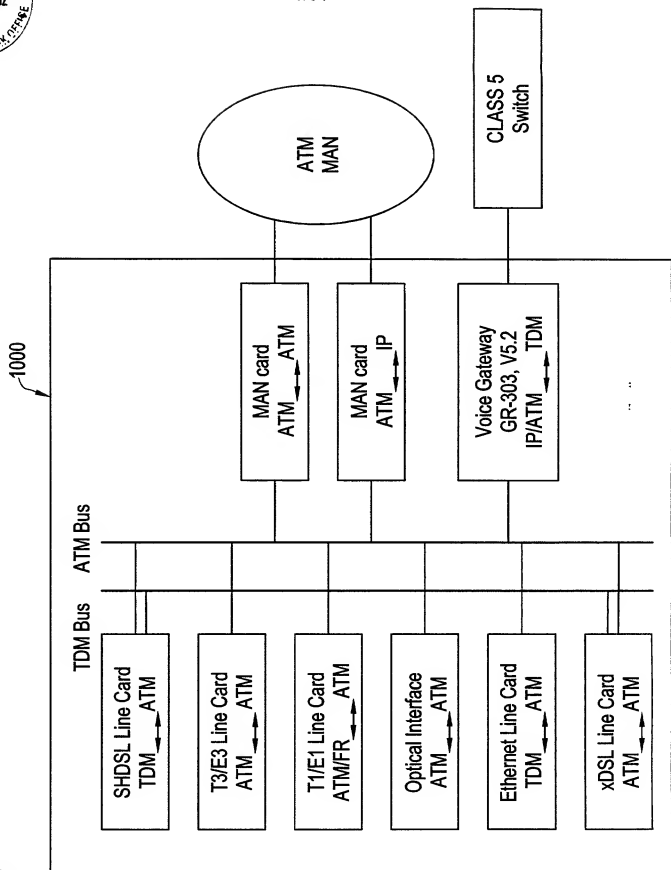 1000
TDM Bus
ATM Bus
SHDSL Line Card
TDM ↔ ATM
T3/E3 Line Card
ATM ↔ ATM
T1/E1 Line Card
ATM/FR ↔ ATM
Optical Interface
ATM ↔ ATM
Ethernet Line Card
TDM ↔ ATM
xDSL Line Card
ATM ↔ ATM
MAN card
ATM ↔ ATM
MAN card
ATM ↔ IP
Voice Gateway
GR-303, V5.2
IP/ATM ↔ TDM
ATM
MAN
CLASS 5
Switch
OFFICE